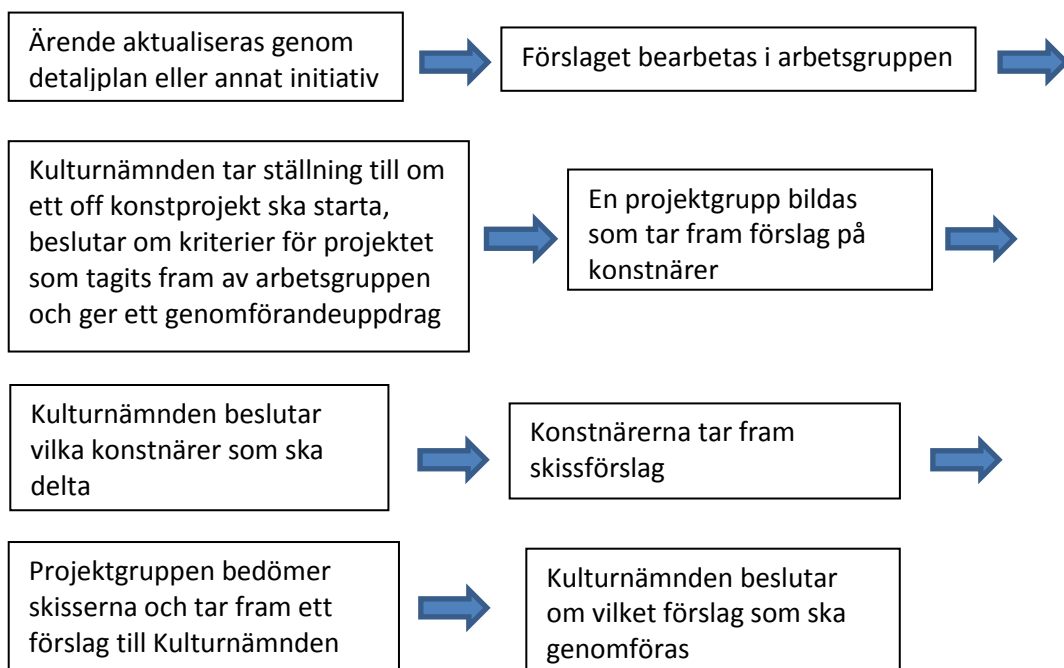 Ärende aktualiseras genom
detaljplan eller annat initiativ
Förslaget bearbetas i arbetsgruppen
Kulturnämnden tar ställning till om
ett off konstprojekt ska starta,
beslutar om kriterier för projektet
som tagits fram av arbetsgruppen
och ger ett genomförandeuppdrag
En projektgrupp bildas
som tar fram förslag på
konstnärer
Kulturnämnden beslutar
vilka konstnärer som ska
delta
Konstnärerna tar fram
skissförslag
Projektgruppen bedömer
skisserna och tar fram ett
förslag till Kulturnämnden
Kulturnämnden beslutar
om vilket förslag som ska
genomföras